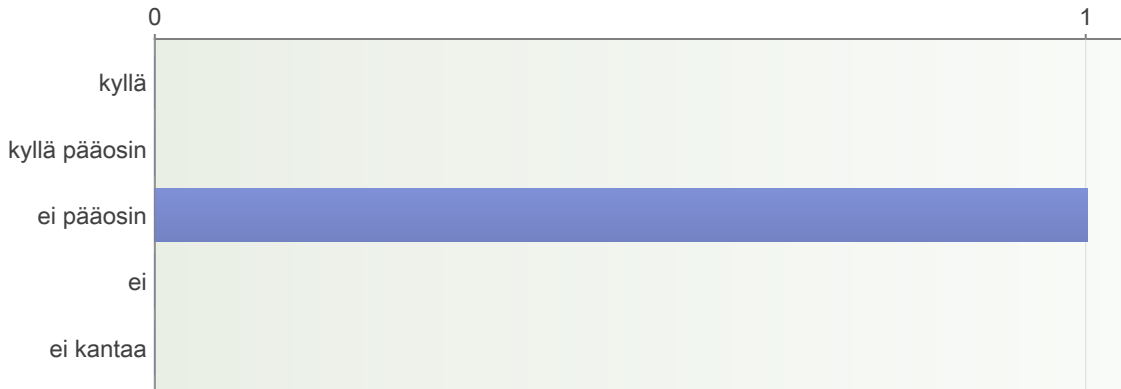 0 1
kyllä
kyllä pääosin
ei pääosin
ei
ei kantaa